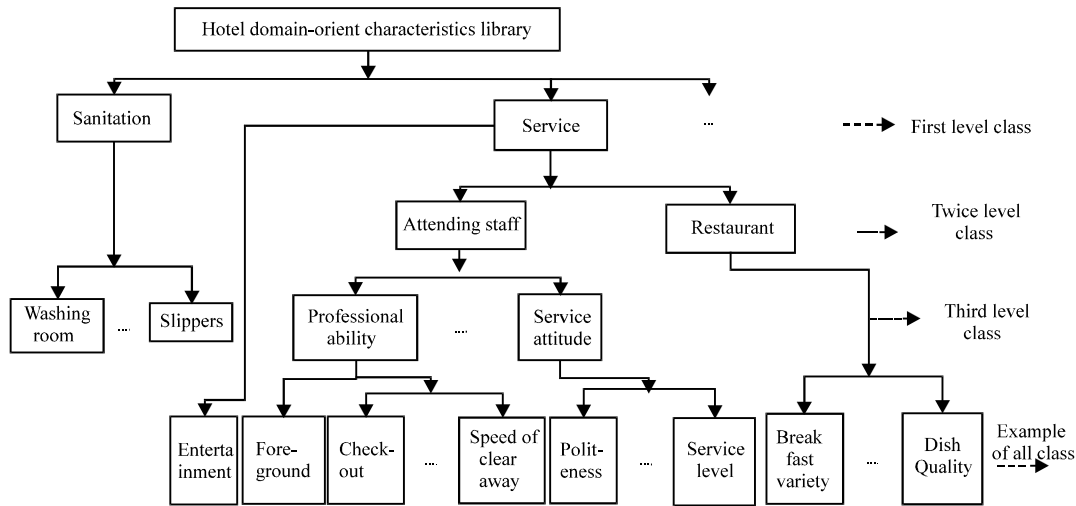 Hotel domain-orient characteristics library
Sanitation
Service
...
First level class
Attending staff
Restaurant
Twice level
class
Washing
room
...
Slippers
Professional
ability
...
Service
attitude
Third level
class
Enterta
inment
Fore-
ground
Check-
out
...
Speed of
clear
away
Polit-
eness
...
Service
level
Break
fast
variety
...
Dish
Quality
Example
of all class